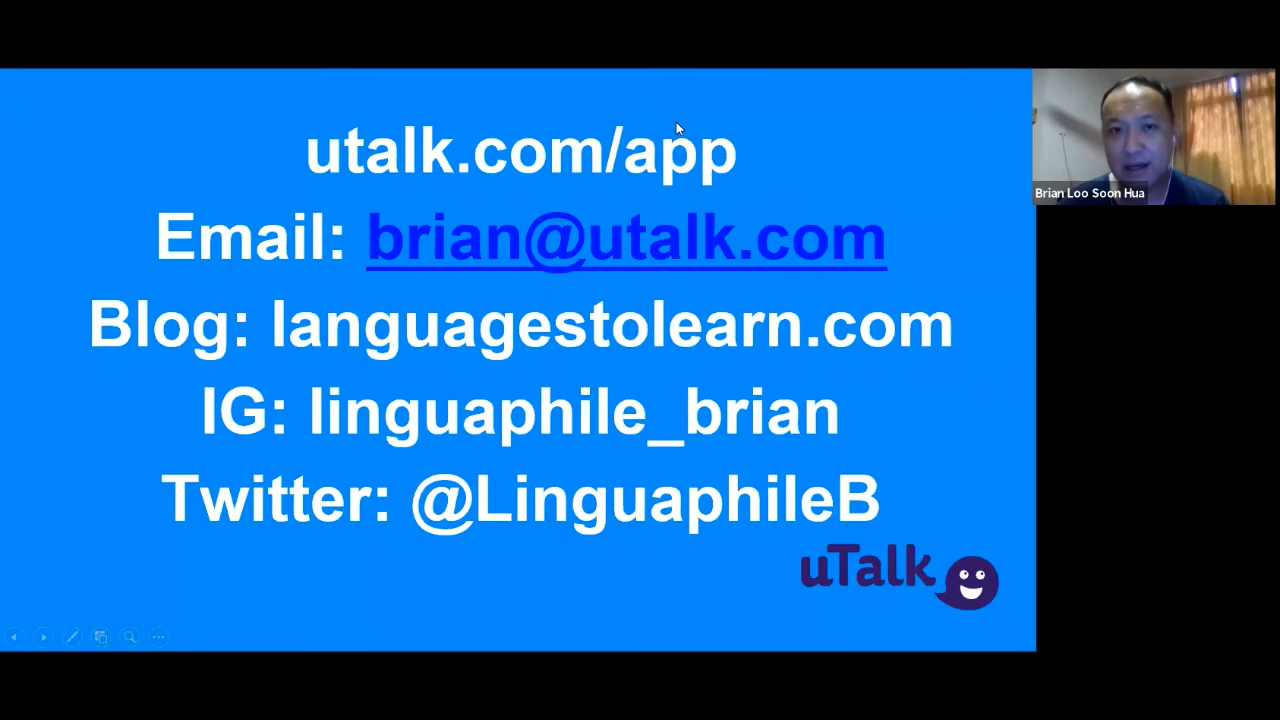 utalk.com/app
Email: brian@utalk.com
Blog: languagestolearn.com
IG: linguaphile_brian
Twitter: @LinguaphileB
uTalk
Brian Loo Soon Hua